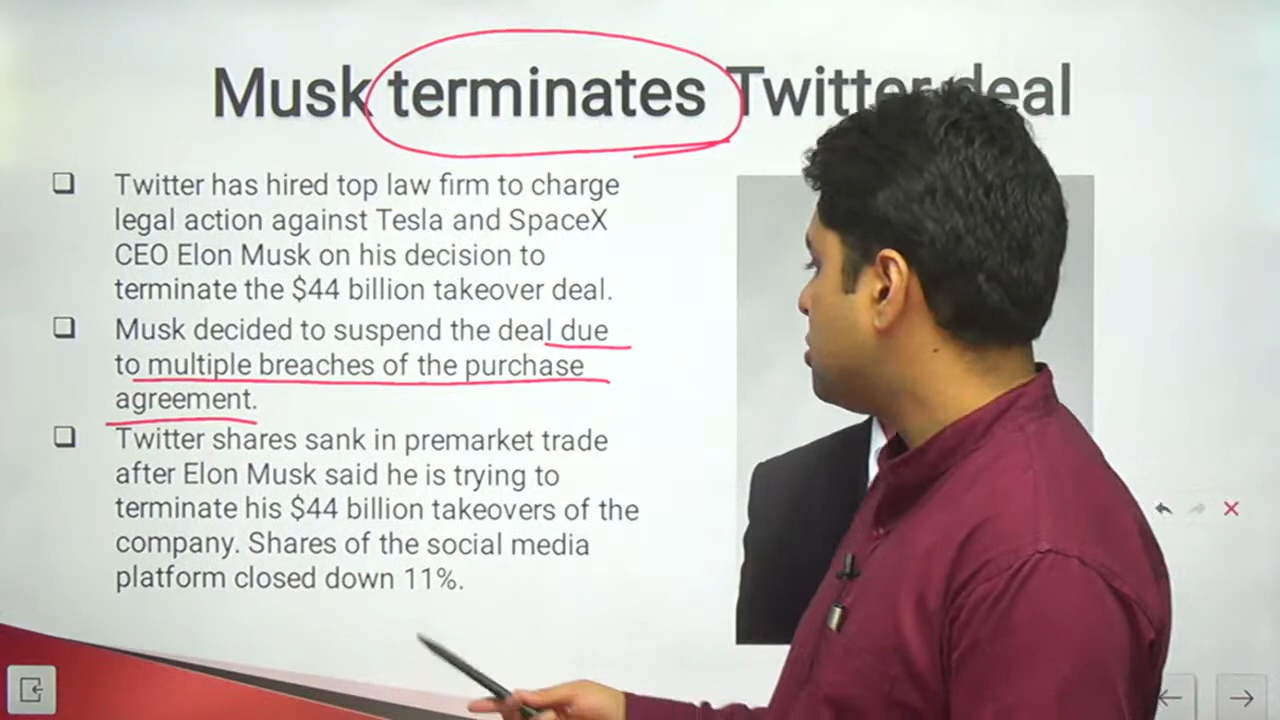 Musk terminates Twitter deal
Twitter has hired top law firm to charge
legal action against Tesla and SpaceX
CEO Elon Musk on his decision to
terminate the $44 billion takeover deal.
Musk decided to suspend the deal due
to multiple breaches of the purchase
agreement.
Twitter shares sank in premarket trade
after Elon Musk said he is trying to
terminate his $44 billion takeovers of the
company. Shares of the social media
platform closed down 11%.